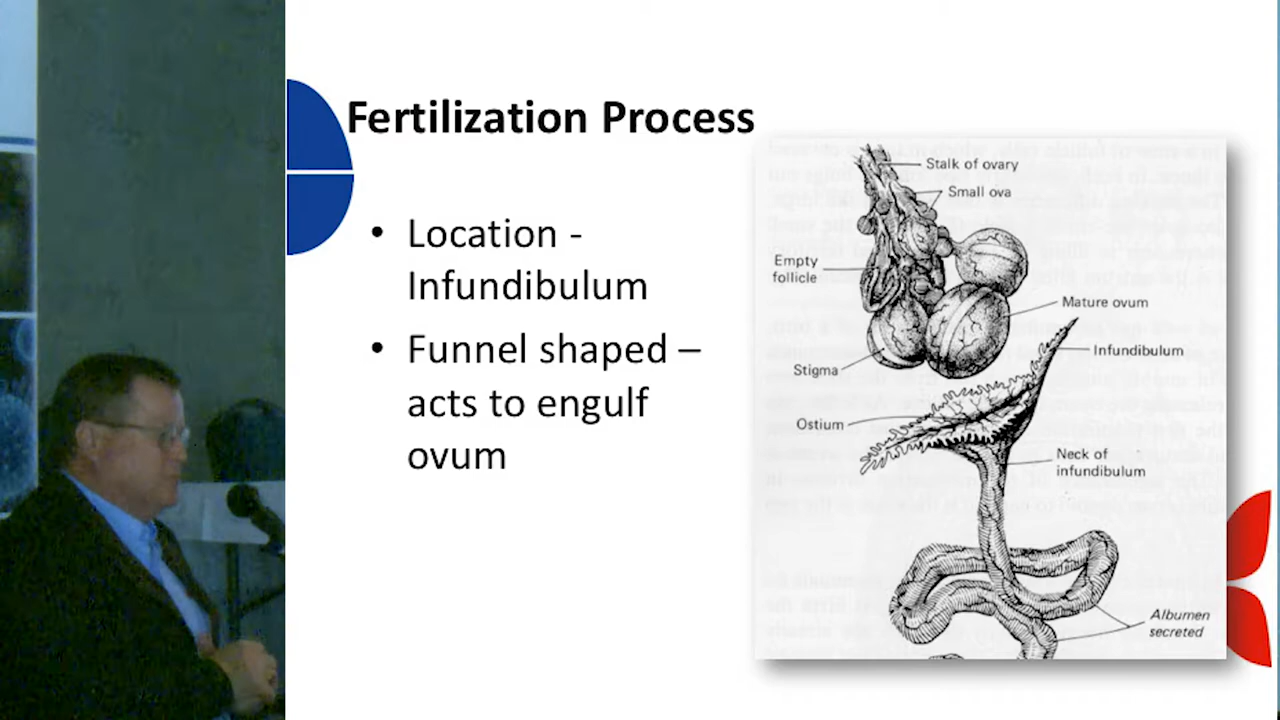 Fertilization Process
• Location -
Infundibulum
• Funnel shaped –
acts to engulf
ovum
Stalk of ovary
Small ova
Empty
follicle
Mature ovum
Infundibulum
Stigma
Ostium
Neck of
infundibulum
Albumen
secreted